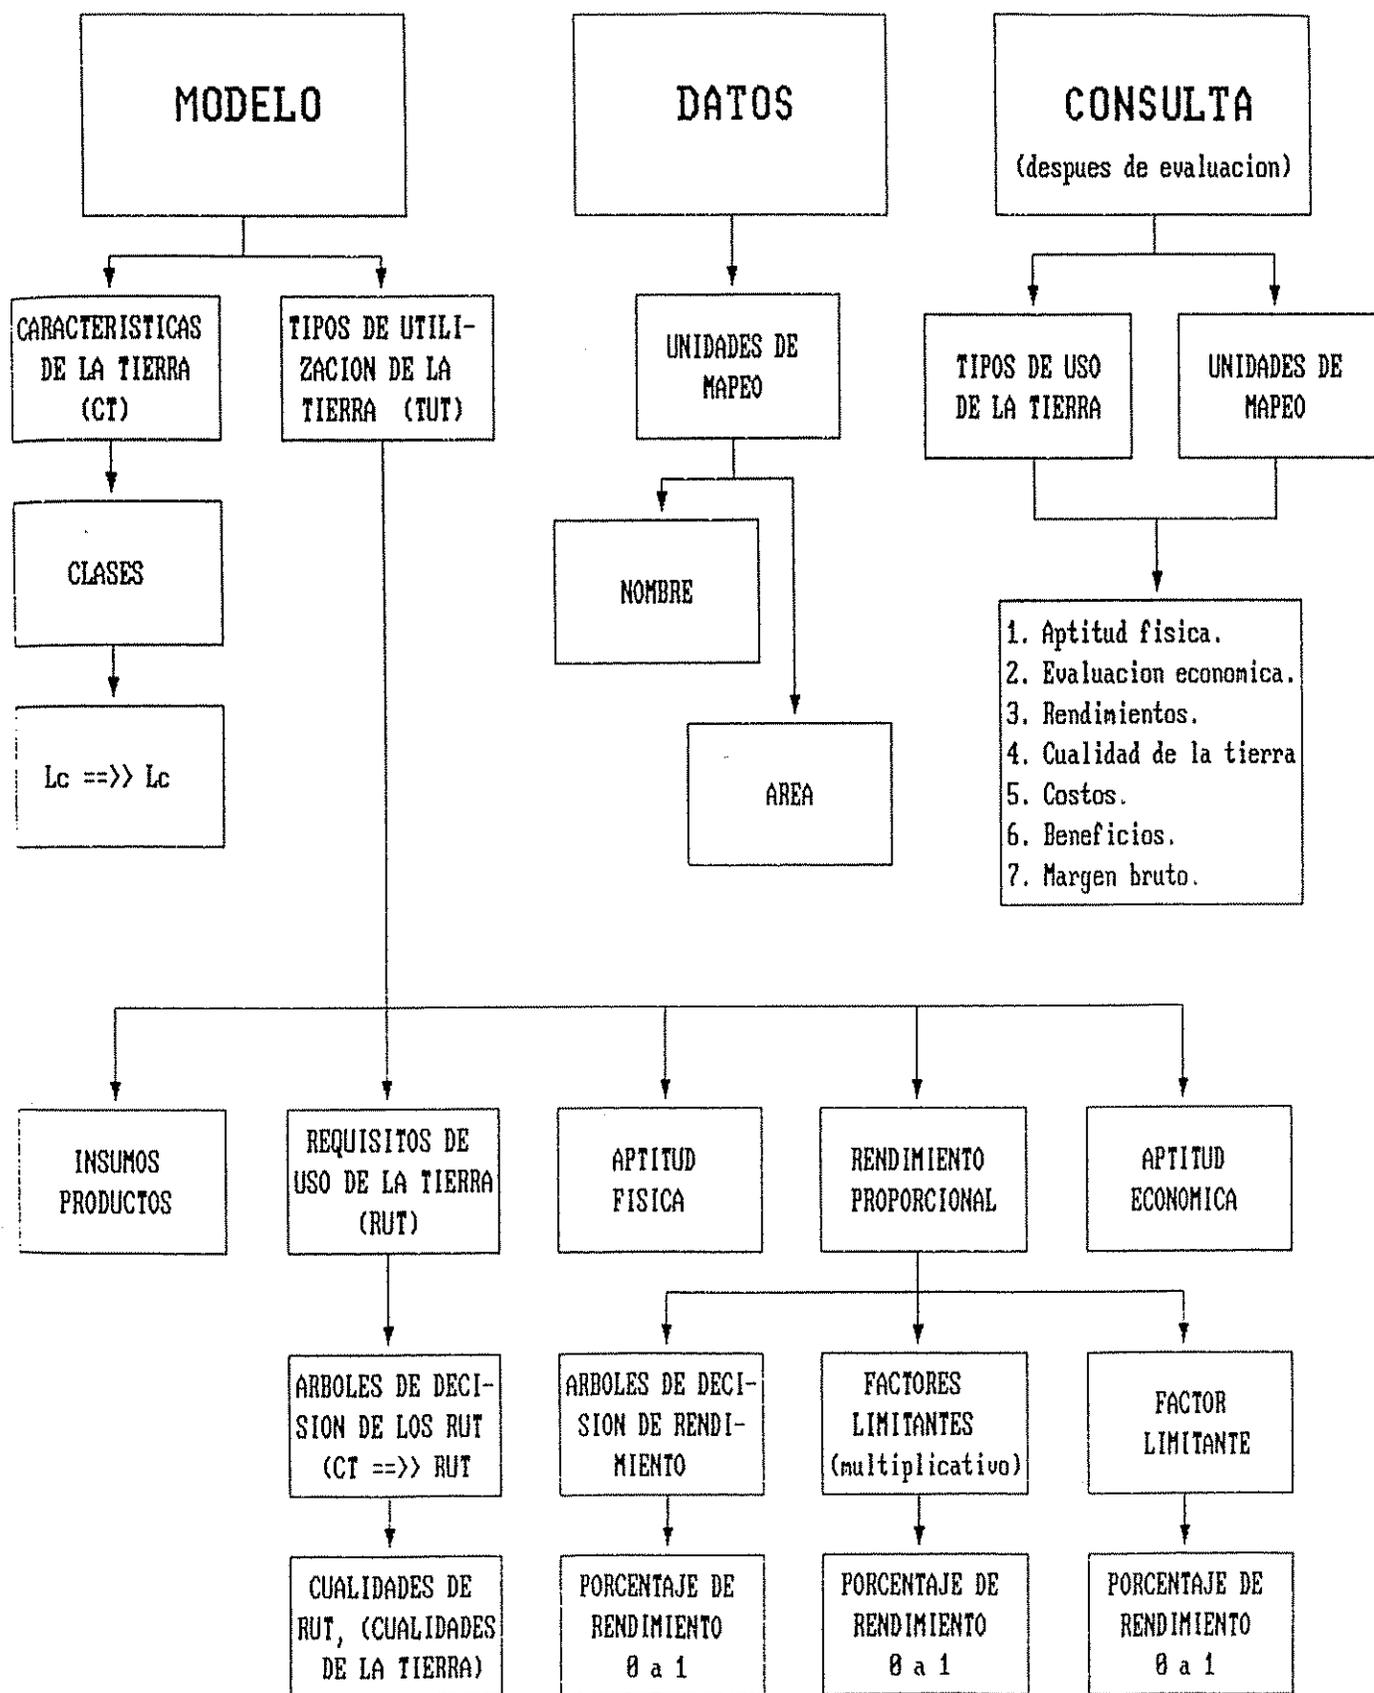 MODELO
DATOS
CONSULTA
(despues de evaluacion)
CARACTERISTICAS
DE LA TIERRA
(CT)
TIPOS DE UTILI-
ZACION DE LA
TIERRA (TUT)
UNIDADES DE
MAPEO
TIPOS DE USO
DE LA TIERRA
UNIDADES DE
MAPEO
CLASES
NOMBRE
Lc ==>> Lc
AREA
1. Aptitud fisica.
2. Evaluacion economica.
3. Rendimientos.
4. Cualidad de la tierra
5. Costos.
6. Beneficios.
7. Margen bruto.
INSUMOS
PRODUCTOS
REQUISITOS DE
USO DE LA TIERRA
(RUT)
APTITUD
FISICA
RENDIMIENTO
PROPORCIONAL
APTITUD
ECONOMICA
ARBOLES DE DECI-
SION DE LOS RUT
(CT ==>> RUT
ARBOLES DE DECI-
SION DE RENDI-
MIENTO
FACTORES
LIMITANTES
(multiplicativo)
FACTOR
LIMITANTE
CUALIDADES DE
RUT, (CUALIDADES
DE LA TIERRA)
PORCENTAJE DE
RENDIMIENTO
0 a 1
PORCENTAJE DE
RENDIMIENTO
0 a 1
PORCENTAJE DE
RENDIMIENTO
0 a 1